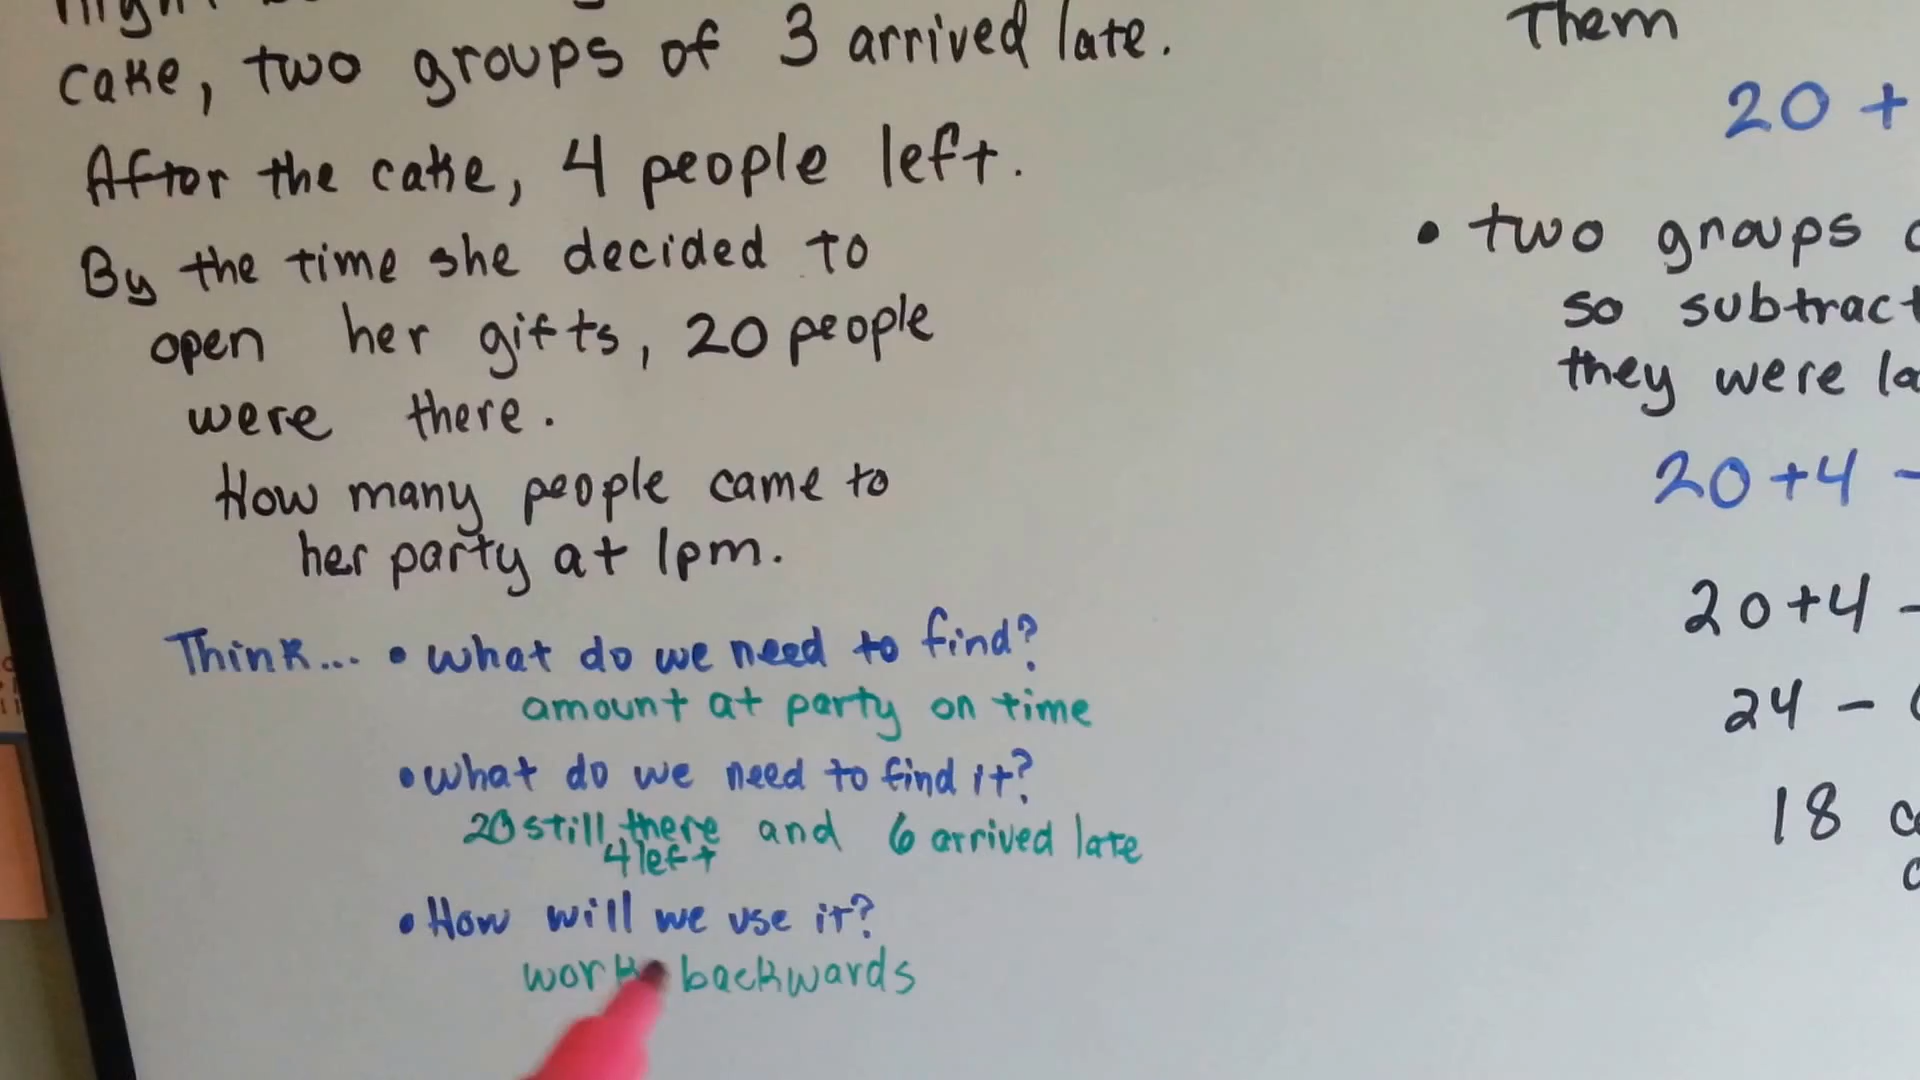 cake, two groups of 3 arrived late.
After the cake, 4 people left.
By the time she decided to
open her gifts, 20 people
were there.
How many people came to
her party at 1pm.
Think... • what do we need to find?
amount at party on time
• what do we need to find it?
20 still there and 6 arrived late
4 left
• How will we use it?
work backwards
Them
20 +
• two groups
so subtract
they were
20 + 4 -
20 + 4 -
24 -
18